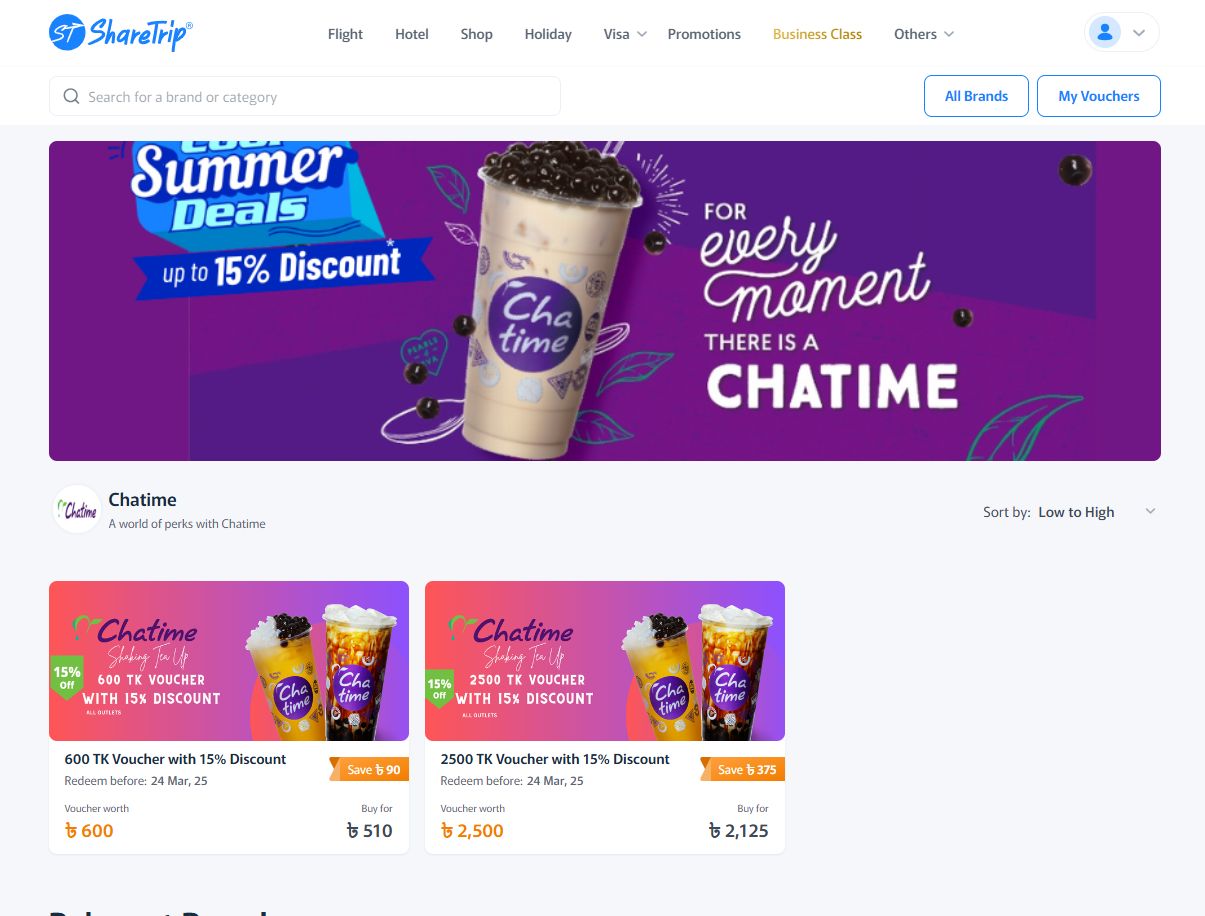 ST ShareTrip®
Flight Hotel Shop Holiday Visa Promotions Business Class Others
Search for a brand or category
All Brands My Vouchers
Cool
Summer
Deals
up to 15% Discount*
Cha
time
PEARLS
FOR
every
moment
THERE IS A
CHATIME
Chatime
Chatime
A world of perks with Chatime
Sort by: Low to High
Chatime
Shaking Tea Up
600 TK VOUCHER
WITH 15% DISCOUNT
ALL OUTLETS
15%
Off
Cha
time
Cha
time
600 TK Voucher with 15% Discount
Redeem before: 24 Mar, 25
Save ৳ 90
Voucher worth Buy for
৳ 600 ৳ 510
Chatime
Shaking Tea Up
2500 TK VOUCHER
WITH 15% DISCOUNT
ALL OUTLETS
15%
Off
Cha
time
Cha
time
2500 TK Voucher with 15% Discount
Redeem before: 24 Mar, 25
Save ৳ 375
Voucher worth Buy for
৳ 2,500 ৳ 2,125